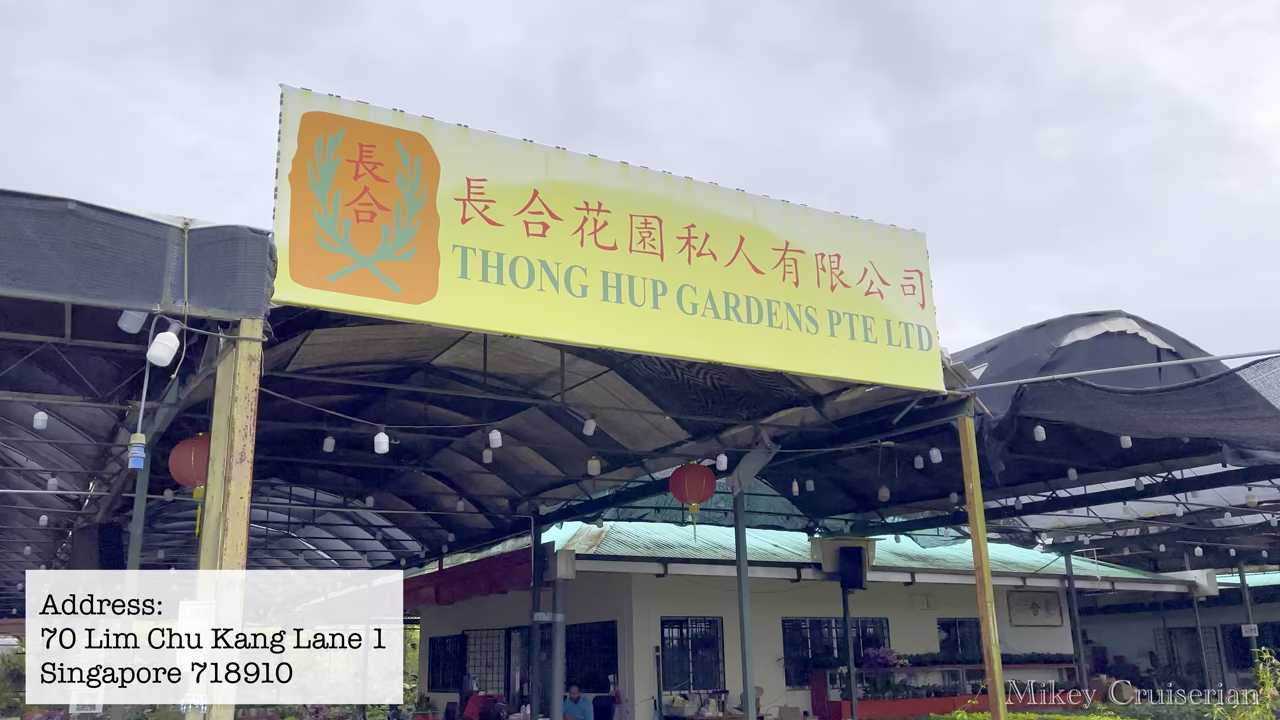 長
合
長合花園私人有限公司
THONG HUP GARDENS PTE LTD
Address:
70 Lim Chu Kang Lane 1
Singapore 718910
Mikey Cruiserian